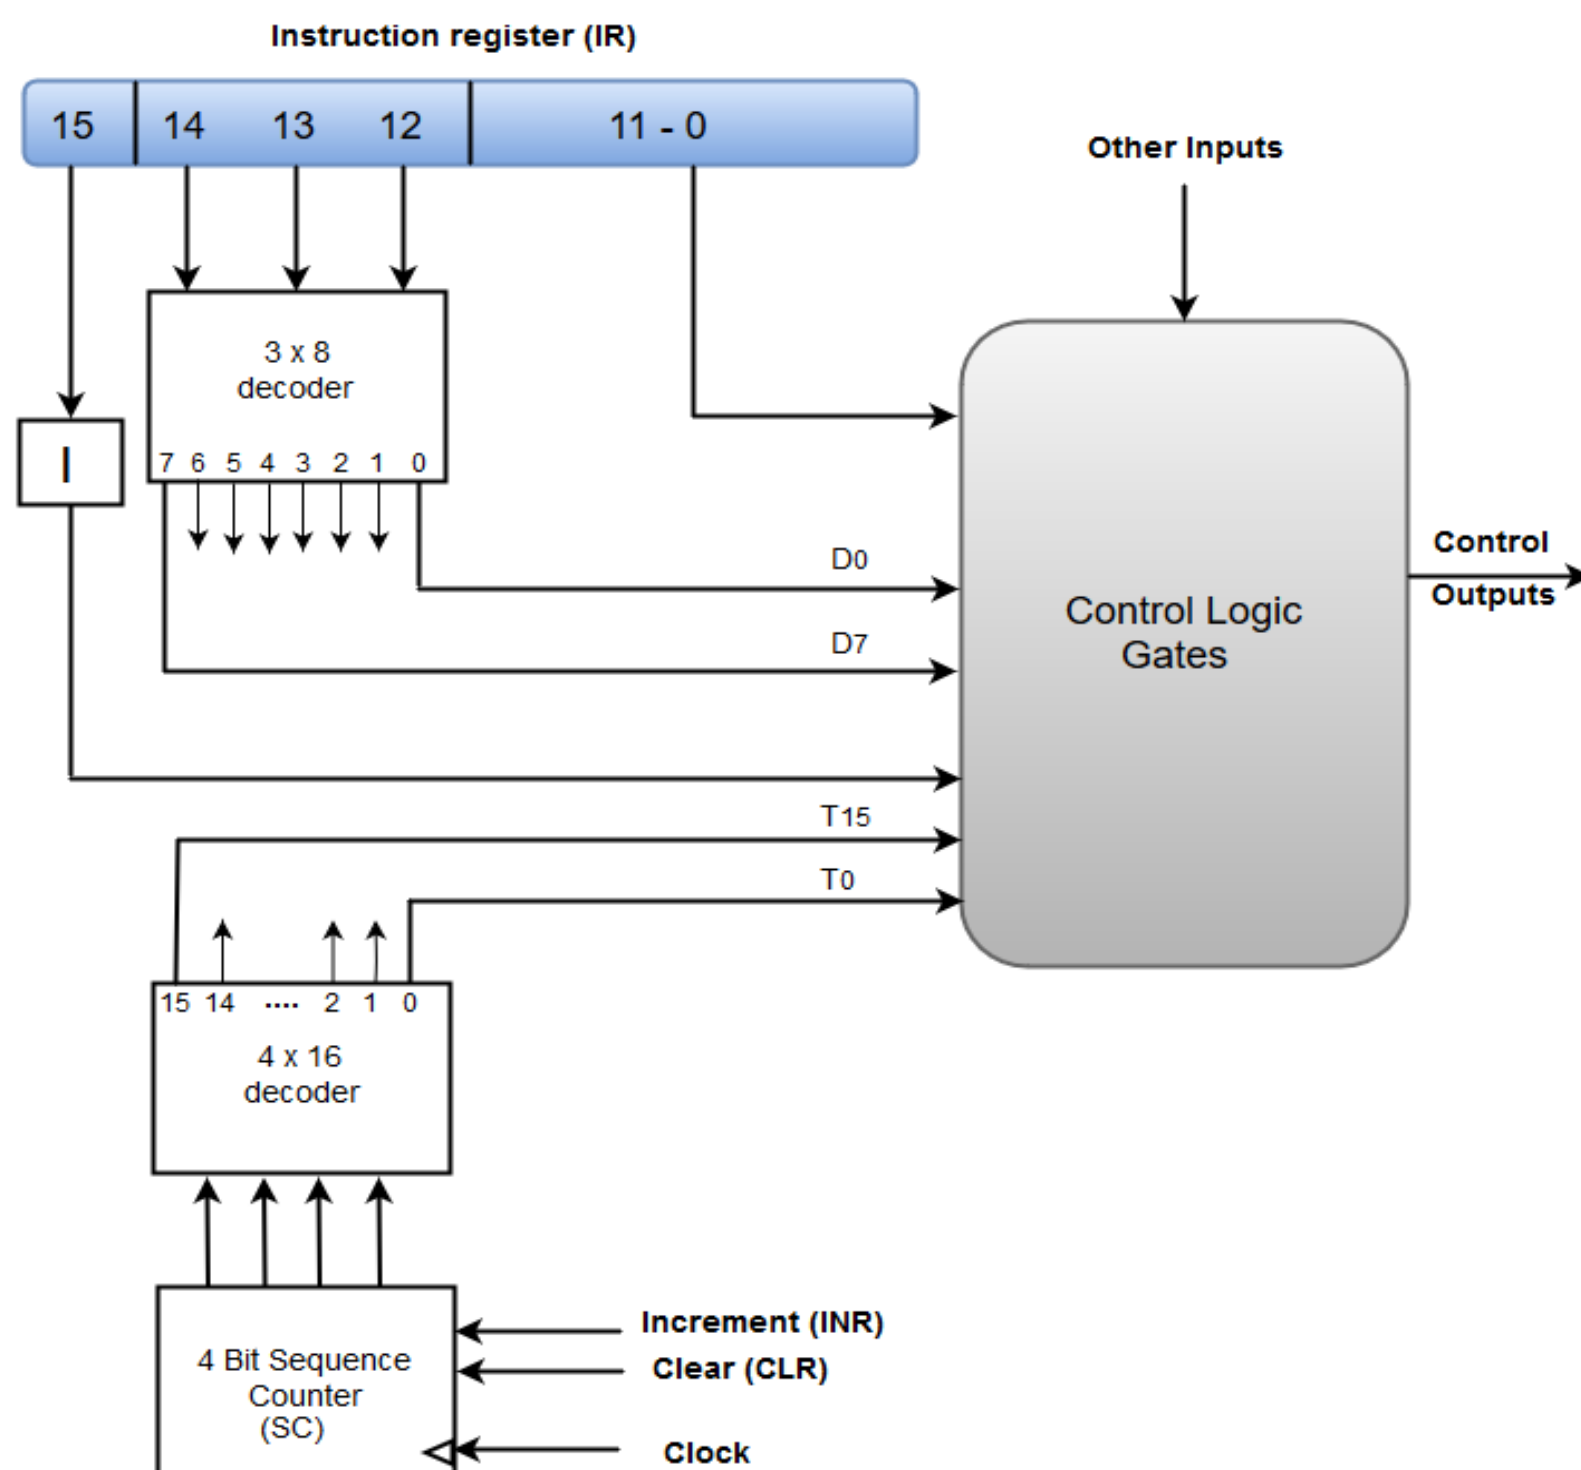 Instruction register (IR)
15 14 13 12 11 - 0
Other Inputs
3 x 8
decoder
I
7 6 5 4 3 2 1 0
D0
Control
Outputs
Control Logic
Gates
D7
T15
T0
15 14 .... 2 1 0
4 x 16
decoder
Increment (INR)
4 Bit Sequence
Counter
(SC)
Clear (CLR)
Clock